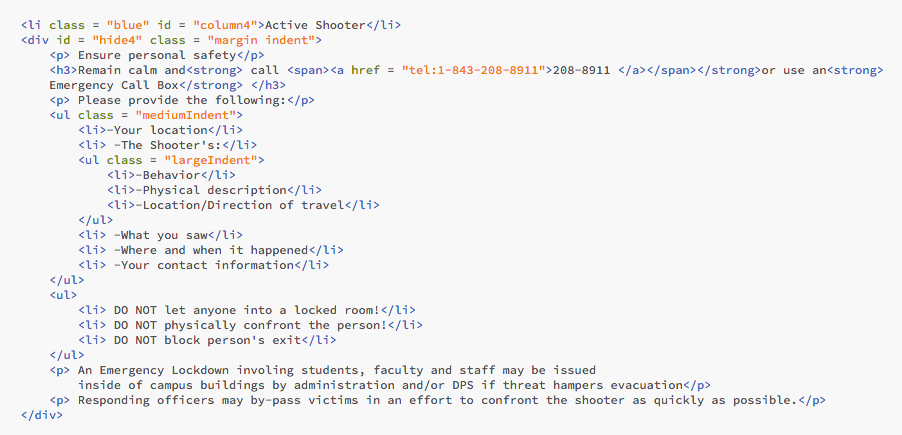 <li class = "blue" id = "column4">Active Shooter</li>
<div id = "hide4" class = "margin indent">
<p> Ensure personal safety</p>
<h3>Remain calm and<strong> call <span><a href = "tel:1-843-208-8911">208-8911 </a></span></strong>or use an<strong>
Emergency Call Box</strong> </h3>
<p> Please provide the following:</p>
<ul class = "mediumIndent">
<li>-Your location</li>
<li> -The Shooter's:</li>
<ul class = "largeIndent">
<li>-Behavior</li>
<li>-Physical description</li>
<li>-Location/Direction of travel</li>
</ul>
<li> -What you saw</li>
<li> -Where and when it happened</li>
<li> -Your contact information</li>
</ul>
<ul>
<li> DO NOT let anyone into a locked room!</li>
<li> DO NOT physically confront the person!</li>
<li> DO NOT block person's exit</li>
</ul>
<p> An Emergency Lockdown involing students, faculty and staff may be issued
inside of campus buildings by administration and/or DPS if threat hampers evacuation</p>
<p> Responding officers may by-pass victims in an effort to confront the shooter as quickly as possible.</p>
</div>